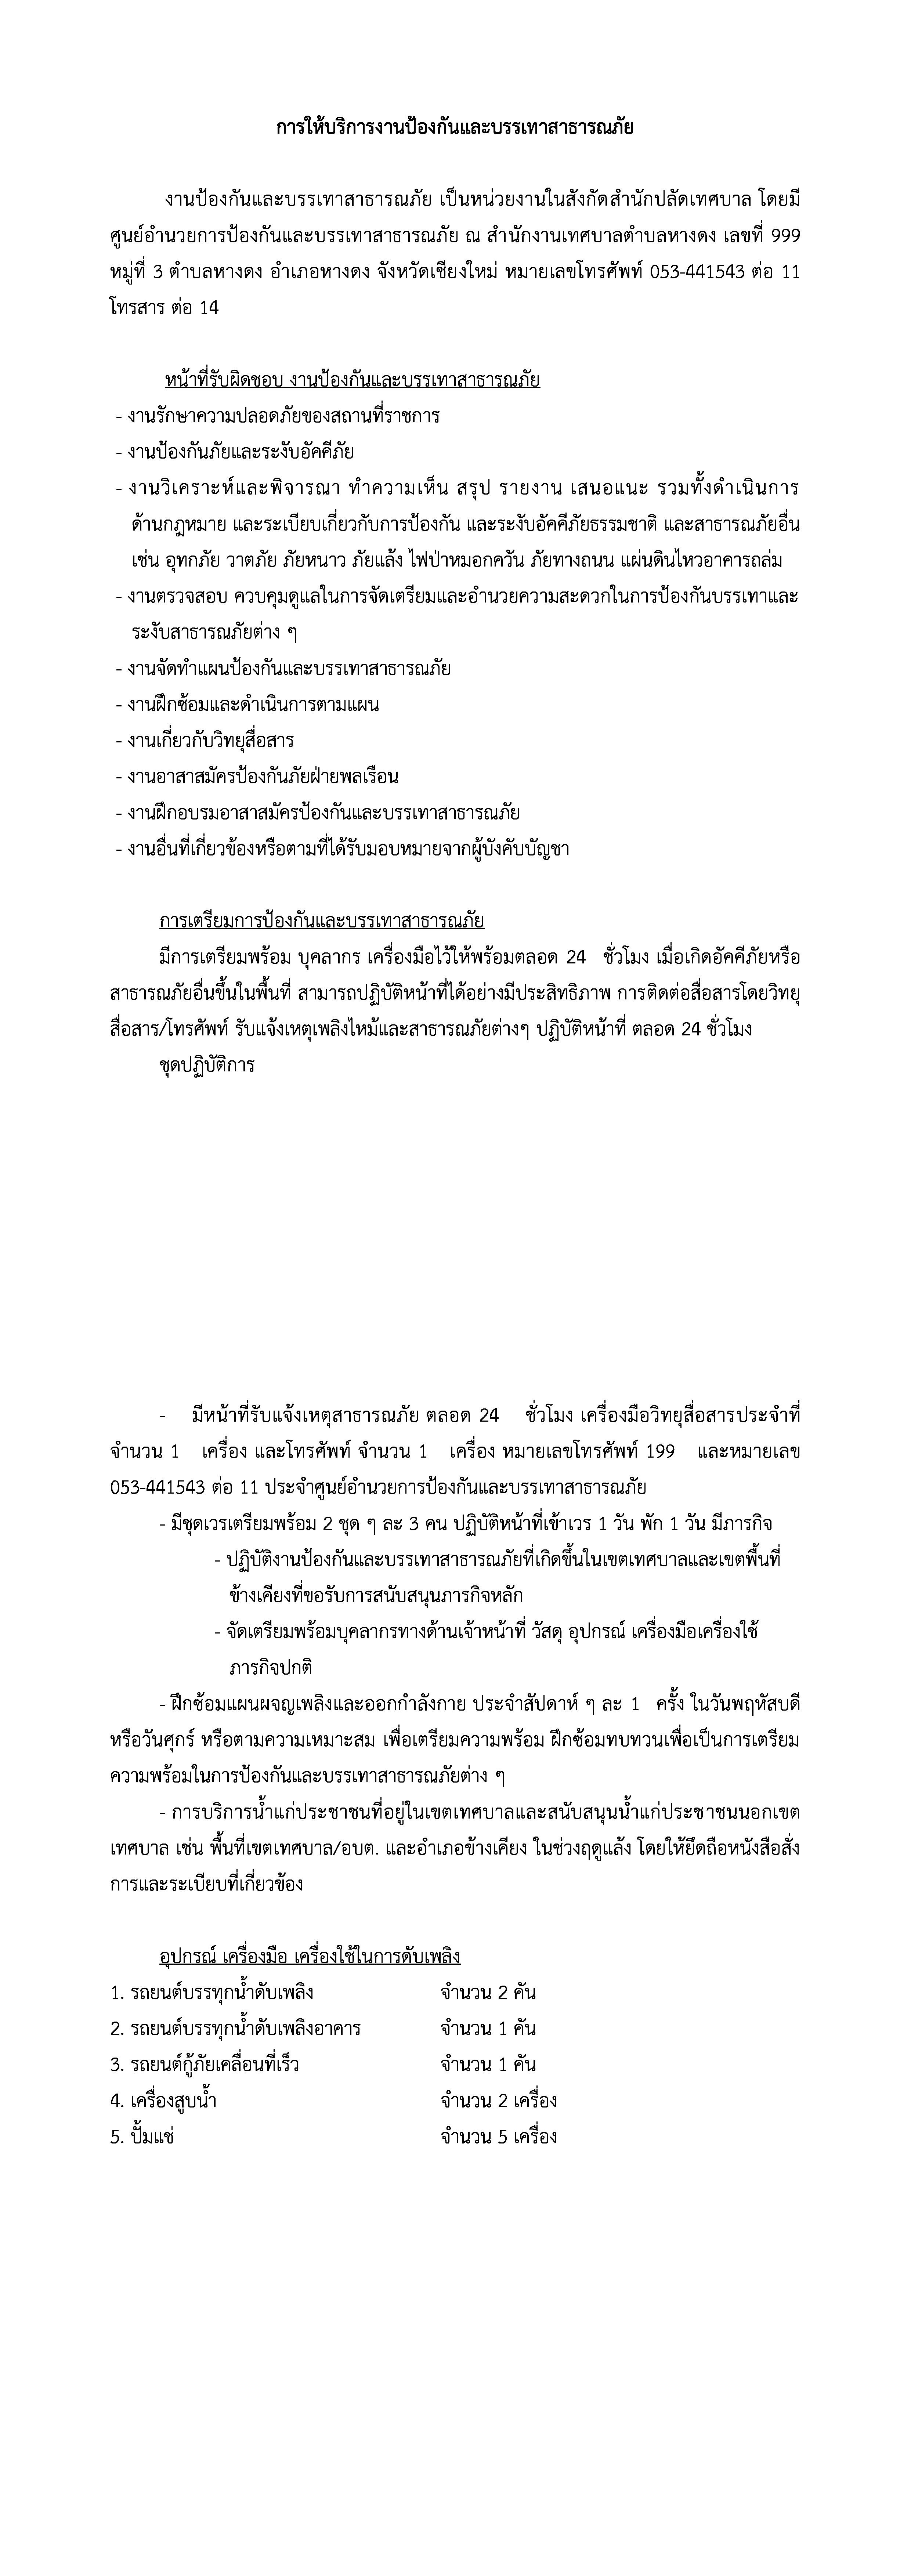 การให้บริการงานป้องกันและบรรเทาสาธารณภัย
งานป้องกันและบรรเทาสาธารณภัย เป็นหน่วยงานในสังกัดสำนักปลัดเทศบาล โดยมี
ศูนย์อำนวยการป้องกันและบรรเทาสาธารณภัย ณ สำนักงานเทศบาลตำบลหางดง เลขที่ 999
หมู่ที่ 3 ตำบลหางดง อำเภอหางดง จังหวัดเชียงใหม่ หมายเลขโทรศัพท์ 053-441543 ต่อ 11
โทรสาร ต่อ 14
หน้าที่รับผิดชอบ งานป้องกันและบรรเทาสาธารณภัย
- งานรักษาความปลอดภัยของสถานที่ราชการ
- งานป้องกันภัยและระงับอัคคีภัย
- งานวิเคราะห์และพิจารณา ทำความเห็น สรุป รายงาน เสนอแนะ รวมทั้งดำเนินการ
ด้านกฎหมาย และระเบียบเกี่ยวกับการป้องกัน และระงับอัคคีภัยธรรมชาติ และสาธารณภัยอื่น
เช่น อุทกภัย วาตภัย ภัยหนาว ภัยแล้ง ไฟป่าหมอกควัน ภัยทางถนน แผ่นดินไหวอาคารถล่ม
- งานตรวจสอบ ควบคุมดูแลในการจัดเตรียมและอำนวยความสะดวกในการป้องกันบรรเทาและ
ระงับสาธารณภัยต่าง ๆ
- งานจัดทำแผนป้องกันและบรรเทาสาธารณภัย
- งานฝึกซ้อมและดำเนินการตามแผน
- งานเกี่ยวกับวิทยุสื่อสาร
- งานอาสาสมัครป้องกันภัยฝ่ายพลเรือน
- งานฝึกอบรมอาสาสมัครป้องกันและบรรเทาสาธารณภัย
- งานอื่นที่เกี่ยวข้องหรือตามที่ได้รับมอบหมายจากผู้บังคับบัญชา
การเตรียมการป้องกันและบรรเทาสาธารณภัย
มีการเตรียมพร้อม บุคลากร เครื่องมือไว้ให้พร้อมตลอด 24 ชั่วโมง เมื่อเกิดอัคคีภัยหรือ
สาธารณภัยอื่นขึ้นในพื้นที่ สามารถปฏิบัติหน้าที่ได้อย่างมีประสิทธิภาพ การติดต่อสื่อสารโดยวิทยุ
สื่อสาร/โทรศัพท์ รับแจ้งเหตุเพลิงไหม้และสาธารณภัยต่างๆ ปฏิบัติหน้าที่ ตลอด 24 ชั่วโมง
ชุดปฏิบัติการ
- มีหน้าที่รับแจ้งเหตุสาธารณภัย ตลอด 24 ชั่วโมง เครื่องมือวิทยุสื่อสารประจำที่
จำนวน 1 เครื่อง และโทรศัพท์ จำนวน 1 เครื่อง หมายเลขโทรศัพท์ 199 และหมายเลข
053-441543 ต่อ 11 ประจำศูนย์อำนวยการป้องกันและบรรเทาสาธารณภัย
- มีชุดเวรเตรียมพร้อม 2 ชุด ๆ ละ 3 คน ปฏิบัติหน้าที่เข้าเวร 1 วัน พัก 1 วัน มีภารกิจ
- ปฏิบัติงานป้องกันและบรรเทาสาธารณภัยที่เกิดขึ้นในเขตเทศบาลและเขตพื้นที่
ข้างเคียงที่ขอรับการสนับสนุนภารกิจหลัก
- จัดเตรียมพร้อมบุคลากรทางด้านเจ้าหน้าที่ วัสดุ อุปกรณ์ เครื่องมือเครื่องใช้
ภารกิจปกติ
- ฝึกซ้อมแผนผจญเพลิงและออกกำลังกาย ประจำสัปดาห์ ๆ ละ 1 ครั้ง ในวันพฤหัสบดี
หรือวันศุกร์ หรือตามความเหมาะสม เพื่อเตรียมความพร้อม ฝึกซ้อมทบทวนเพื่อเป็นการเตรียม
ความพร้อมในการป้องกันและบรรเทาสาธารณภัยต่าง ๆ
- การบริการน้ำแก่ประชาชนที่อยู่ในเขตเทศบาลและสนับสนุนน้ำแก่ประชาชนนอกเขต
เทศบาล เช่น พื้นที่เขตเทศบาล/อบต. และอำเภอข้างเคียง ในช่วงฤดูแล้ง โดยให้ยึดถือหนังสือสั่ง
การและระเบียบที่เกี่ยวข้อง
อุปกรณ์ เครื่องมือ เครื่องใช้ในการดับเพลิง
1. รถยนต์บรรทุกน้ำดับเพลิง จำนวน 2 คัน
2. รถยนต์บรรทุกน้ำดับเพลิงอาคาร จำนวน 1 คัน
3. รถยนต์กู้ภัยเคลื่อนที่เร็ว จำนวน 1 คัน
4. เครื่องสูบน้ำ จำนวน 2 เครื่อง
5. ปั้มแช่ จำนวน 5 เครื่อง